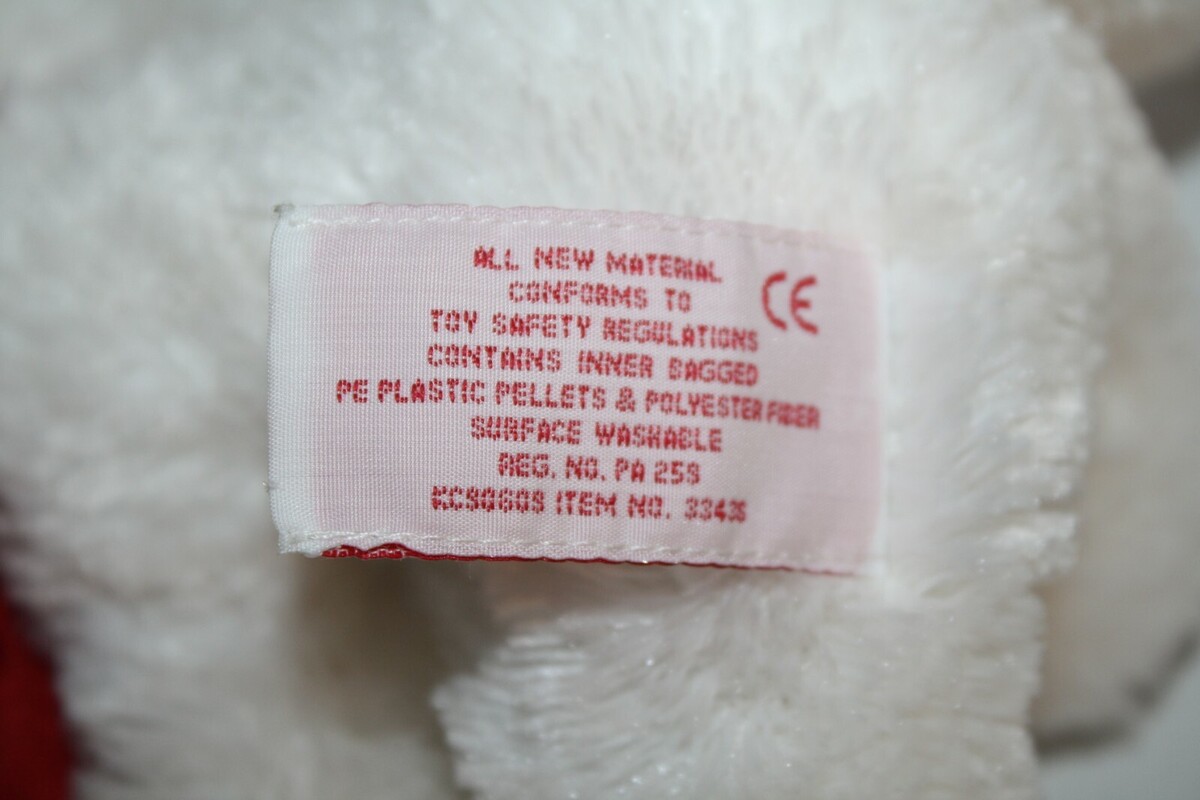 ALL NEW MATERIAL
CONFORMS TO
CE
TOY SAFETY REGULATIONS
CONTAINS INNER BAGGED
PE PLASTIC PELLETS & POLYESTER FIBER
SURFACE WASHABLE
REG. NO. PA 259
ITEM NO.